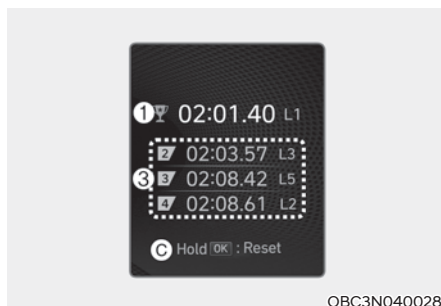 1 02:01.40 L1
2 02:03.57 L3
3 3 02:08.42 L5
4 02:08.61 L2
C Hold OK : Reset
OBC3N040028